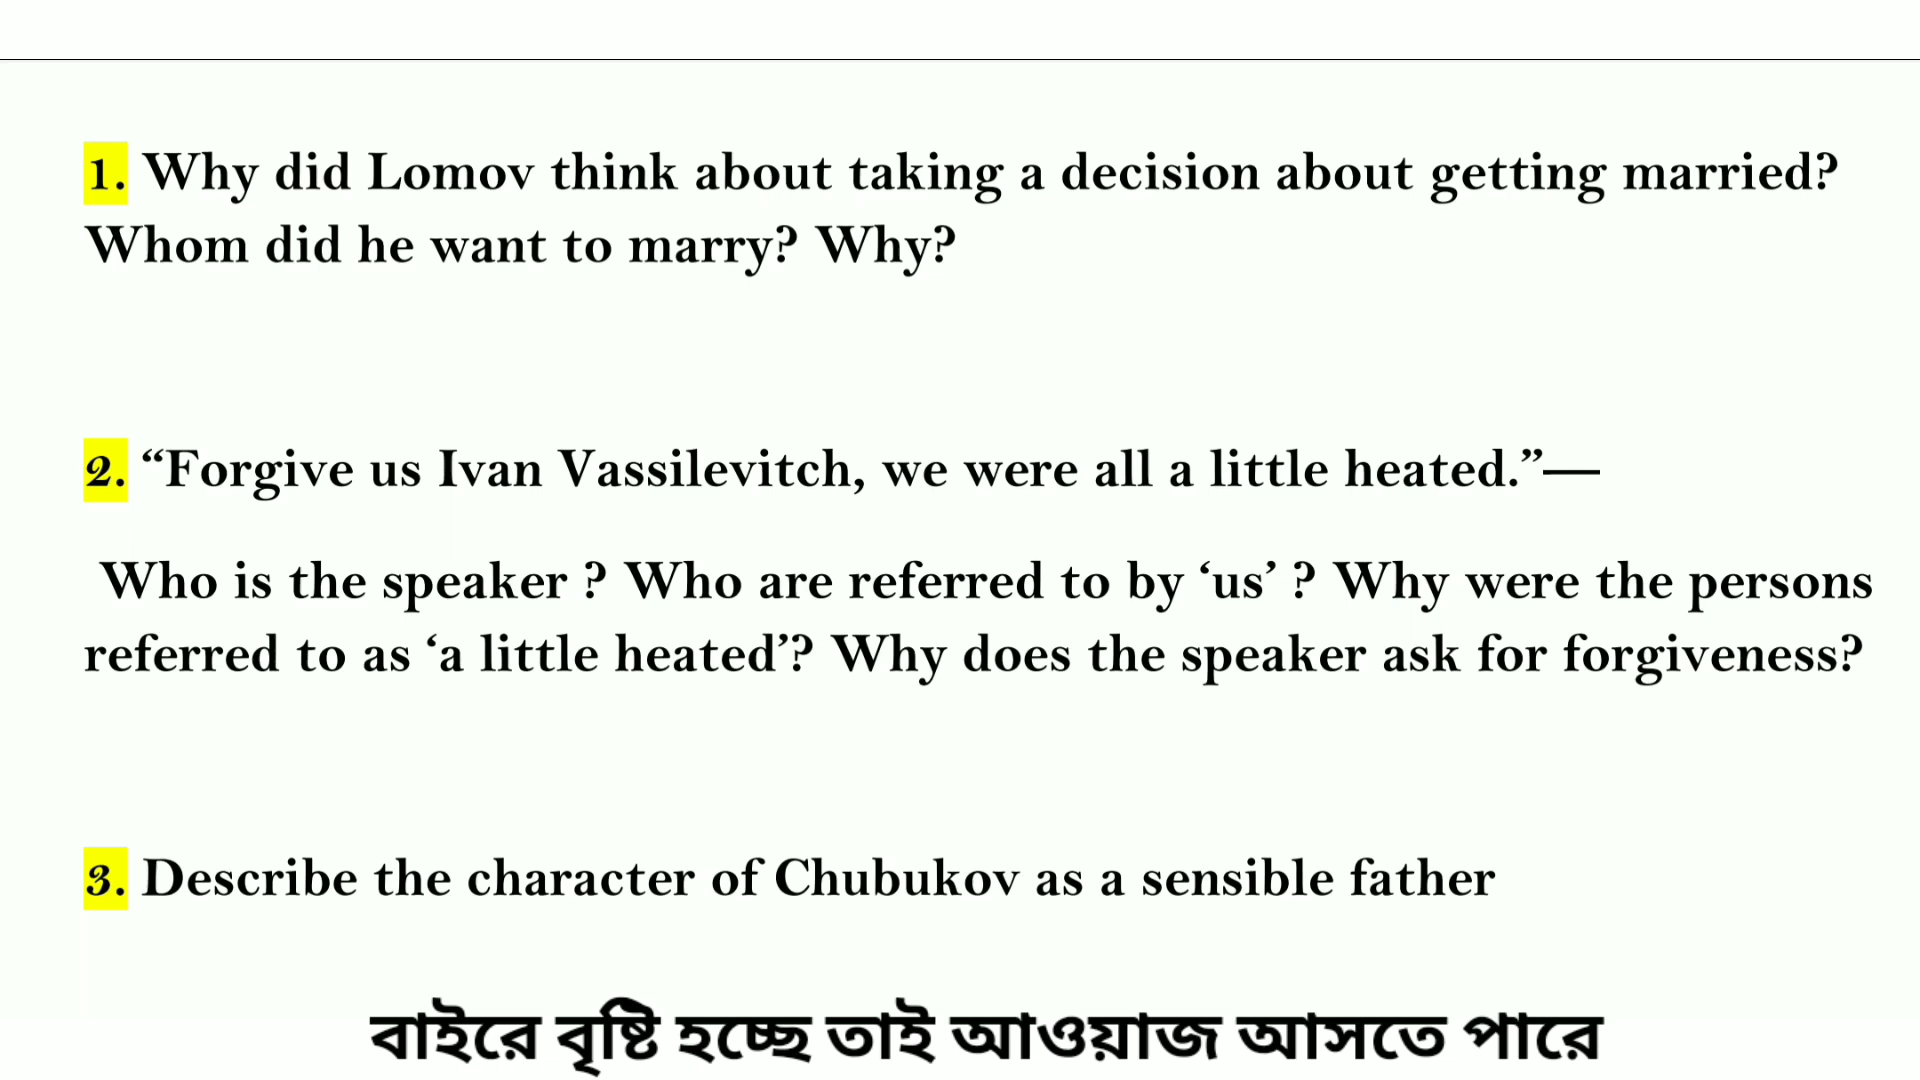 1. Why did Lomov think about taking a decision about getting married?
Whom did he want to marry? Why?
2. “Forgive us Ivan Vassilevitch, we were all a little heated.”—
Who is the speaker ? Who are referred to by ‘us’ ? Why were the persons
referred to as ‘a little heated’? Why does the speaker ask for forgiveness?
3. Describe the character of Chubukov as a sensible father
বাইরে বৃষ্টি হচ্ছে তাই আওয়াজ আসতে পারে